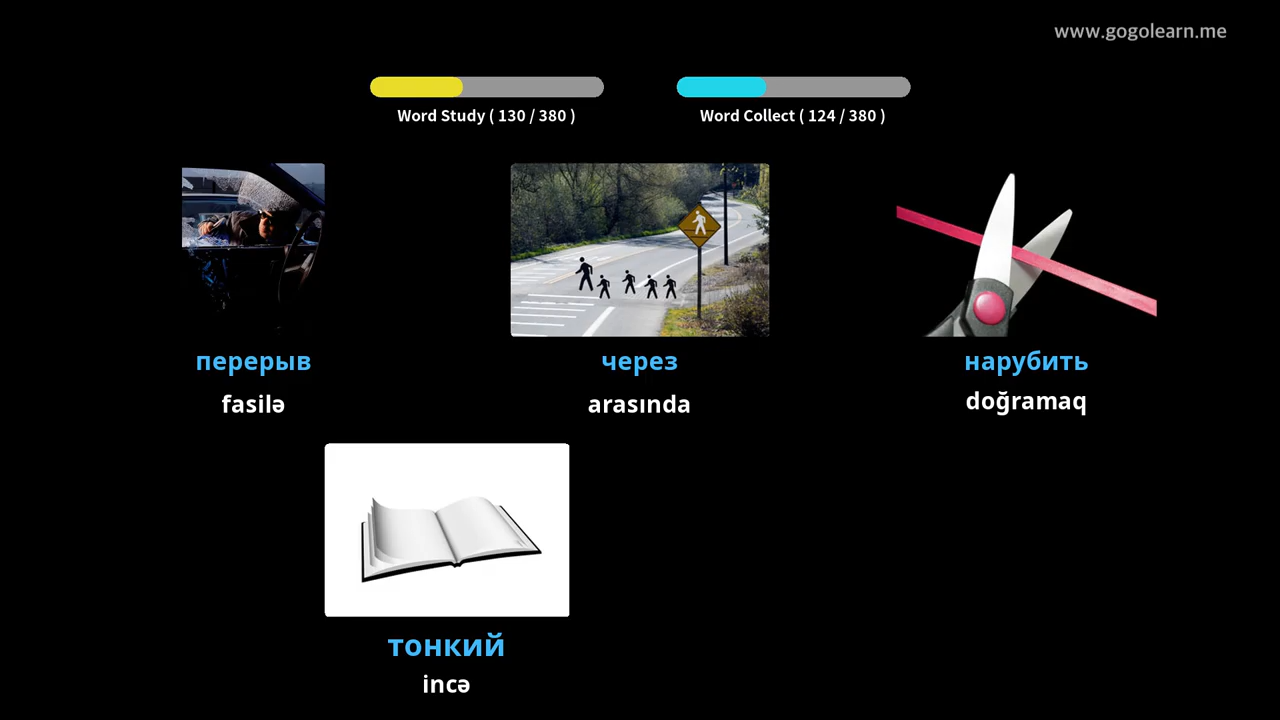 www.gogolearn.me
Word Study ( 130 / 380 )
Word Collect ( 124 / 380 )
перерыв
через
нарубить
fasilə
arasında
doğramaq
тонкий
incə